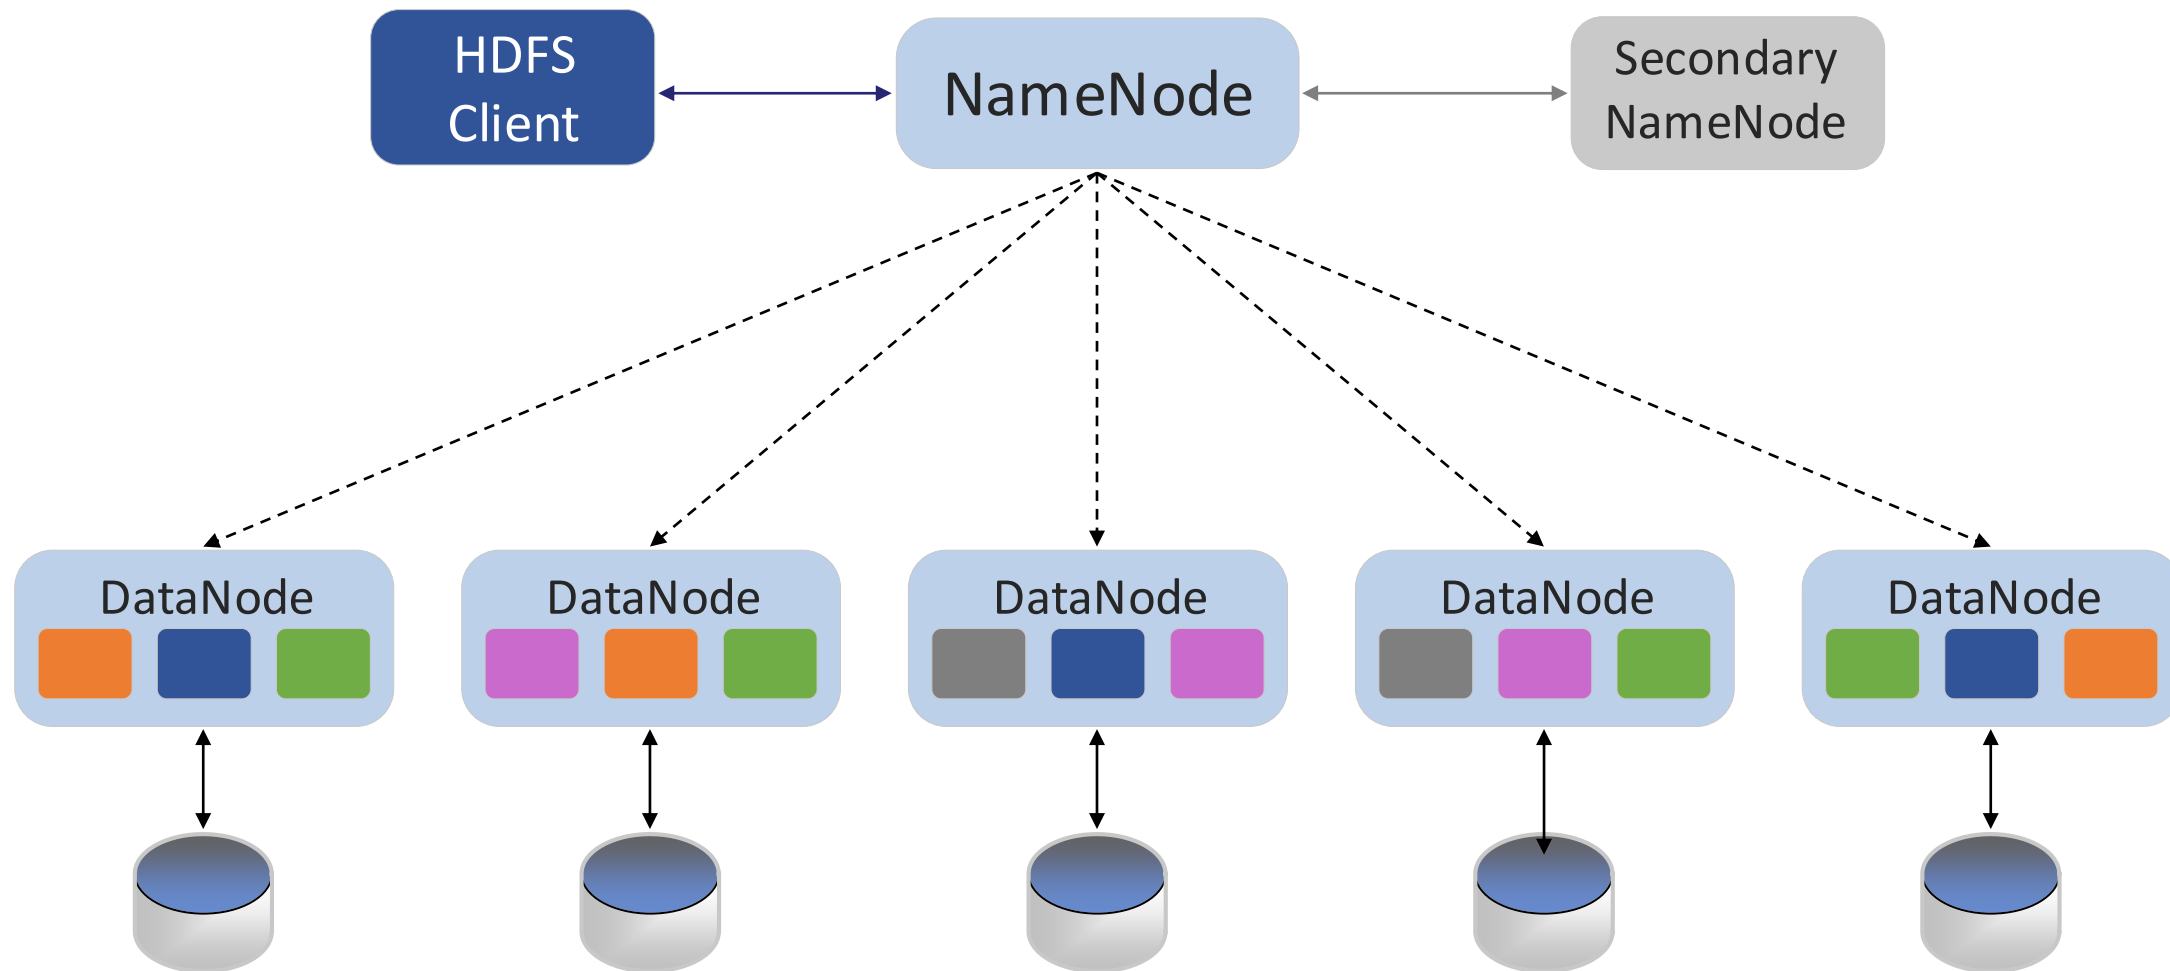 HDFS
Client
NameNode
Secondary
NameNode
DataNode
DataNode
DataNode
DataNode
DataNode